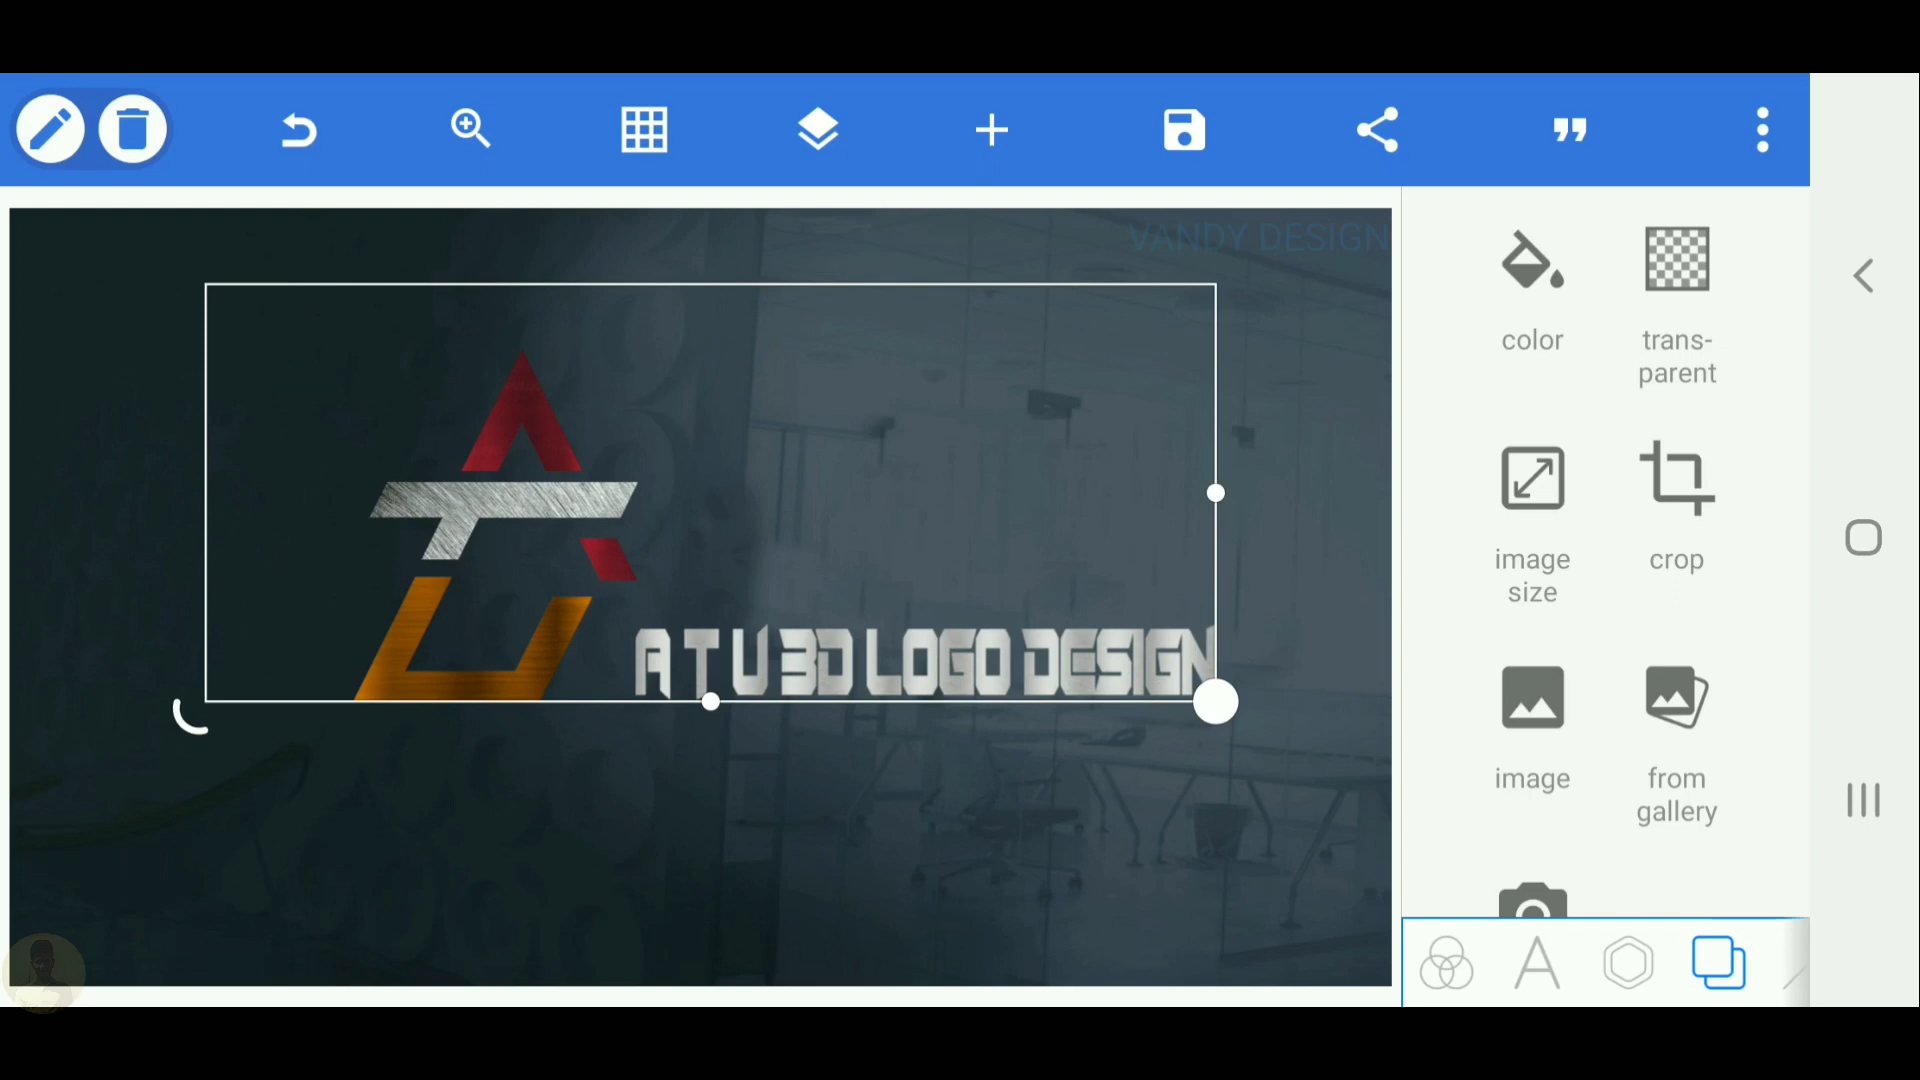 VANDY DESIGN
A T U 3D LOGO DESIGN
color
trans-
parent
image
size
crop
image
from
gallery